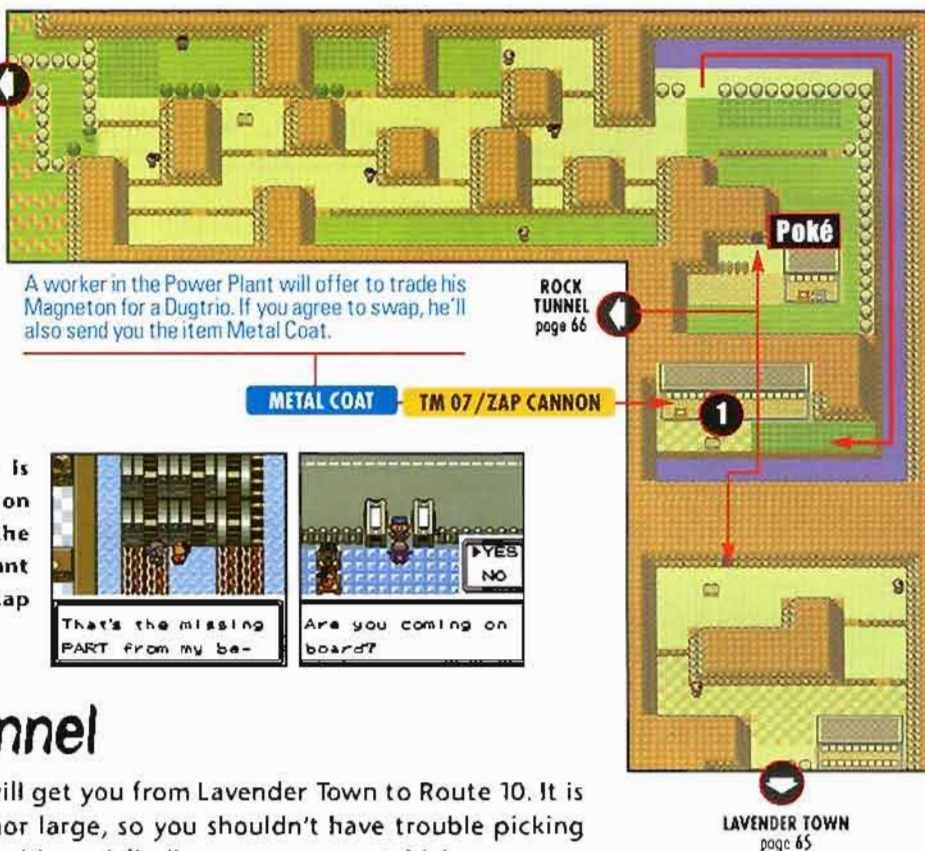 Poké
A worker in the Power Plant will offer to trade his
Magneton for a Dugtrio. If you agree to swap, he'll
also send you the item Metal Coat.
ROCK
TUNNEL
page 66
METAL COAT
TM 07/ZAP CANNON
1
is
on
he
ant
ap
That's the missing
PART from my be-
Are you coming on
board?
YES
NO
nnel
ill get you from Lavender Town to Route 10. It is
nor large, so you shouldn't have trouble picking
LAVENDER TOWN
page 65